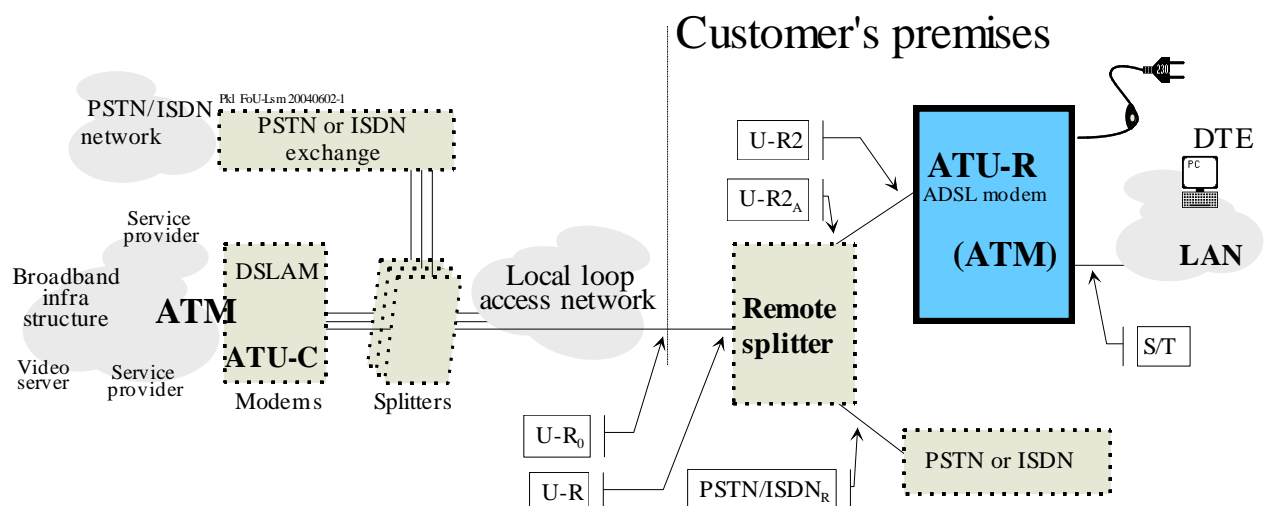 Customer's premises
Pkl FoU-Lsm 20040602-1
PSTN/ISDN
network
PSTN or ISDN
exchange
230
U-R2
DTE
PC
ATU-R
ADSL modem
U-R2A
Service
provider
DSLAM
Local loop
access network
(ATM)
LAN
Broadband
infra
structure
ATM
Remote
splitter
ATU-C
S/T
Video
server
Service
provider
Modems
Splitters
U-R0
PSTN or ISDN
U-R
PSTN/ISDNR